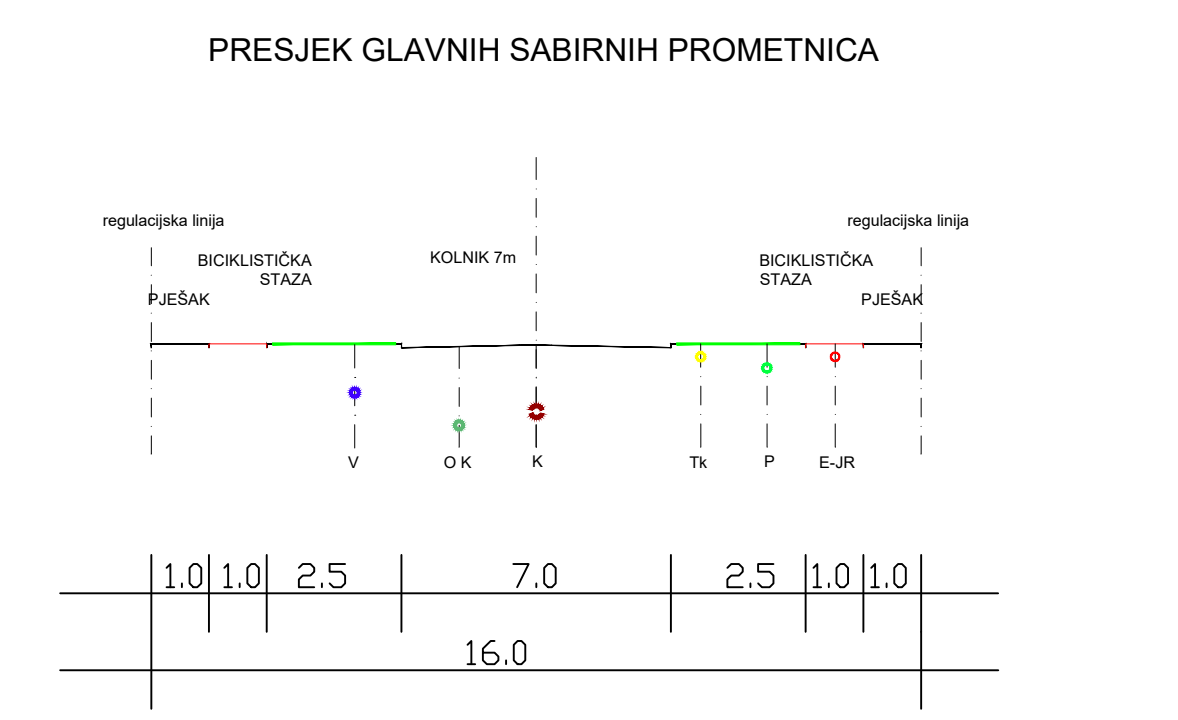 PRESJEK GLAVNIH SABIRNIH PROMETNICA
regulacijska linija
regulacijska linija
BICIKLISTIČKA
STAZA
KOLNIK 7m
BICIKLISTIČKA
STAZA
PJEŠAK
PJEŠAK
V
O K
K
Tk
P
E-JR
1.0 1.0 2.5 7.0 2.5 1.0 1.0
16.0